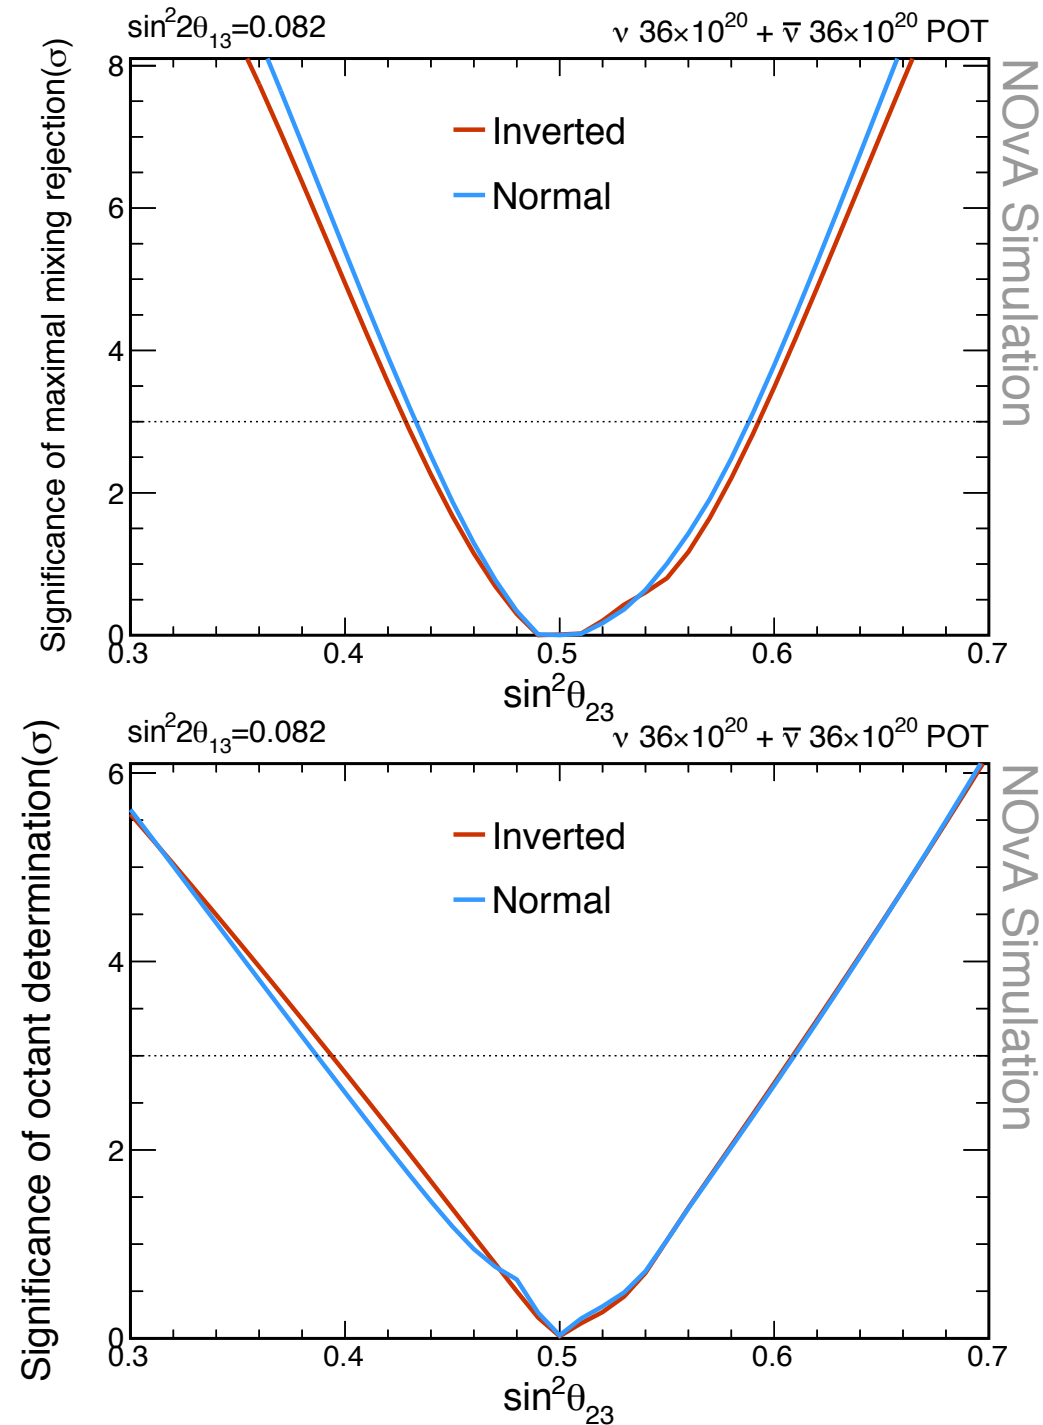 sin²2θ₁₃=0.082
ν 36×10²⁰ + ν̅ 36×10²⁰ POT
Significance of maximal mixing rejection(σ)
8
6
4
2
0
Inverted
Normal
NOvA Simulation
0.3 0.4 0.5 0.6 0.7
sin²θ₂₃
sin²2θ₁₃=0.082
ν 36×10²⁰ + ν̅ 36×10²⁰ POT
Significance of octant determination(σ)
6
4
2
0
Inverted
Normal
NOvA Simulation
0.3 0.4 0.5 0.6 0.7
sin²θ₂₃